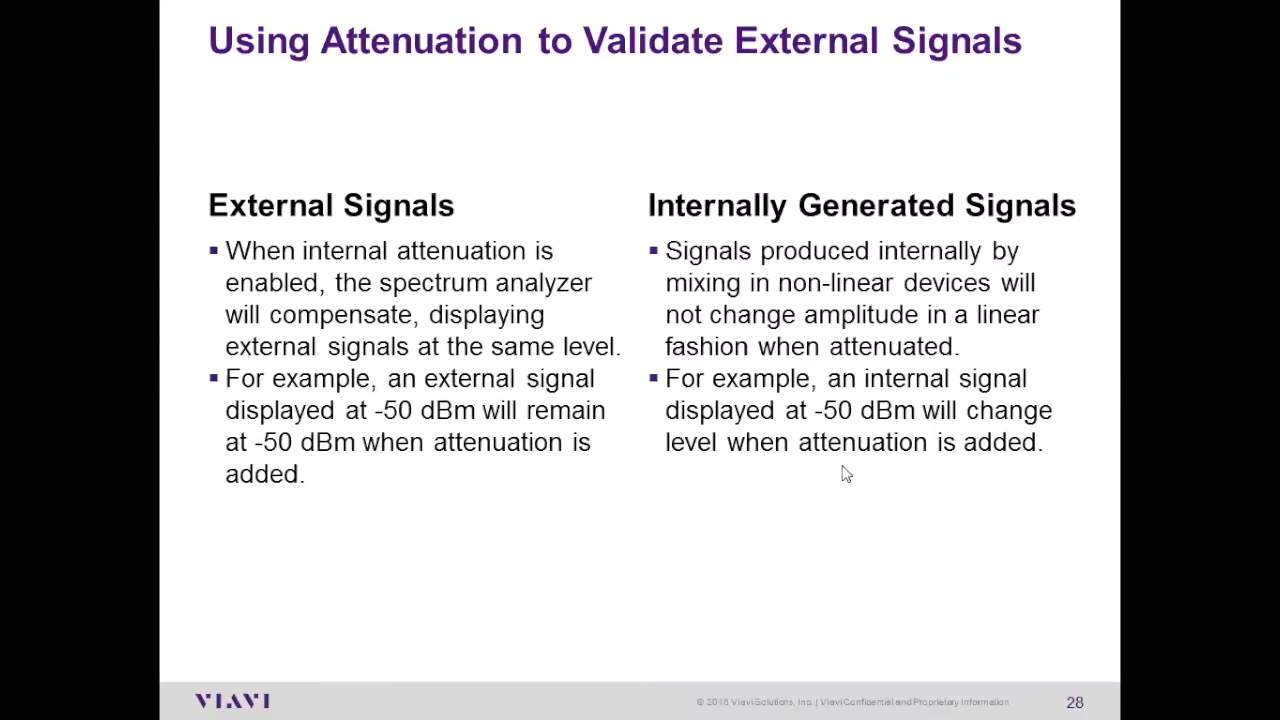 Using Attenuation to Validate External Signals
External Signals
▪ When internal attenuation is
enabled, the spectrum analyzer
will compensate, displaying
external signals at the same level.
▪ For example, an external signal
displayed at -50 dBm will remain
at -50 dBm when attenuation is
added.
Internally Generated Signals
▪ Signals produced internally by
mixing in non-linear devices will
not change amplitude in a linear
fashion when attenuated.
▪ For example, an internal signal
displayed at -50 dBm will change
level when attenuation is added.
VIAVI
© 2015 Viavi Solutions, Inc. | Viavi Confidential and Proprietary Information
28